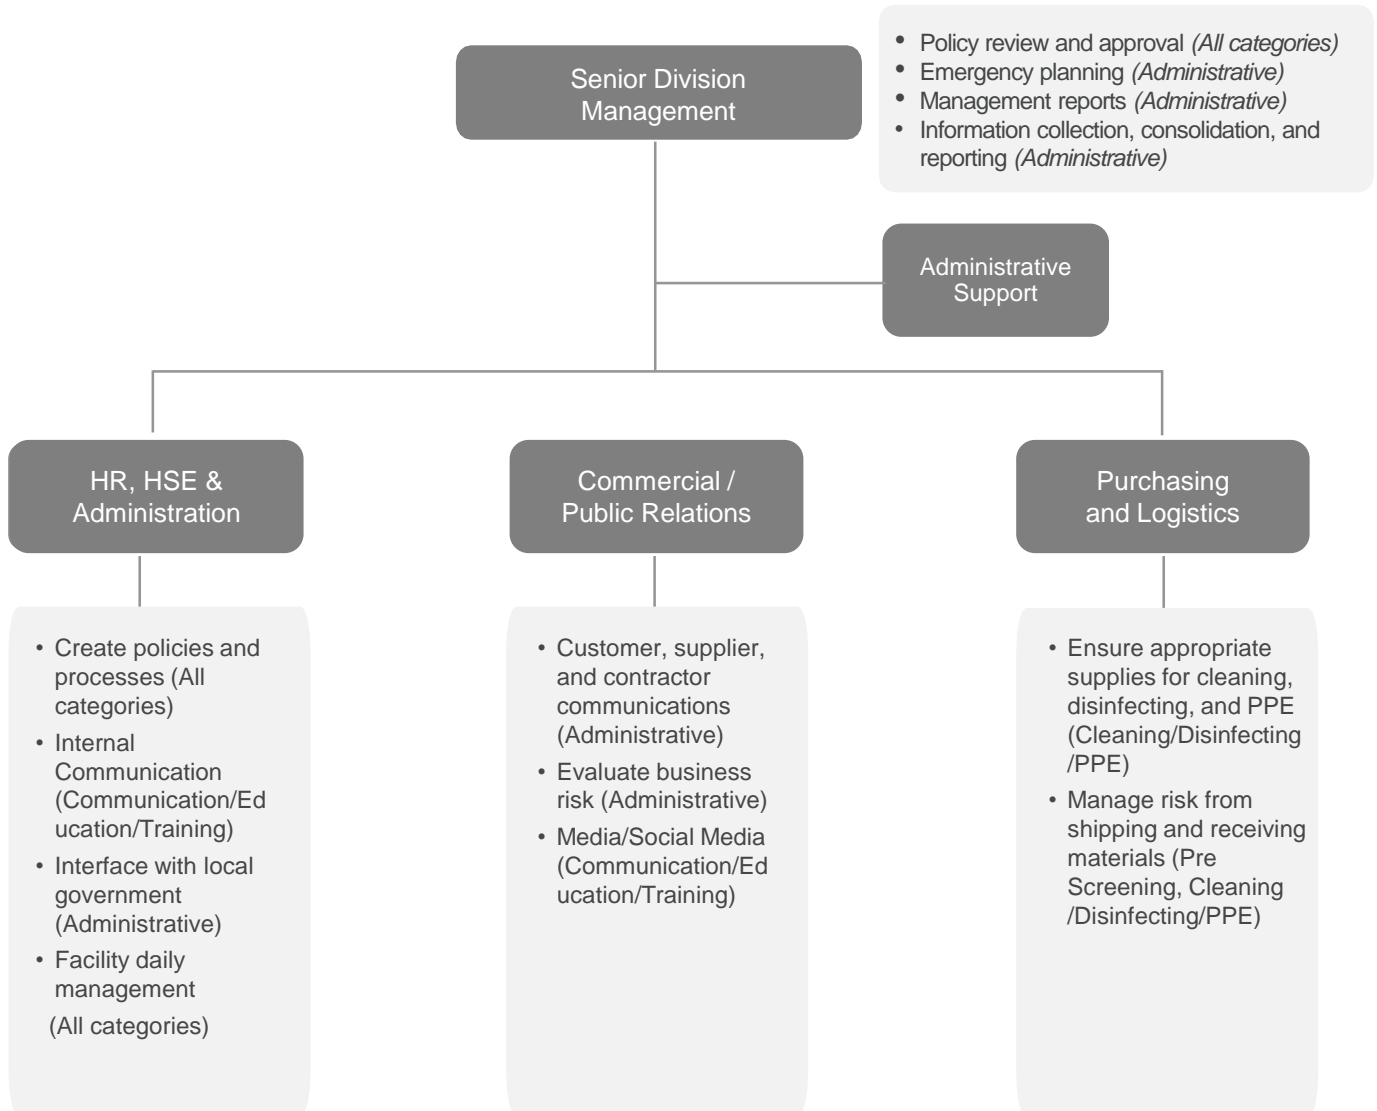 Senior Division
Management
• Policy review and approval (All categories)
• Emergency planning (Administrative)
• Management reports (Administrative)
• Information collection, consolidation, and
reporting (Administrative)
Administrative
Support
HR, HSE &
Administration
• Create policies and
processes (All
categories)
• Internal
Communication
(Communication/Ed
ucation/Training)
• Interface with local
government
(Administrative)
• Facility daily
management
(All categories)
Commercial /
Public Relations
• Customer, supplier,
and contractor
communications
(Administrative)
• Evaluate business
risk (Administrative)
• Media/Social Media
(Communication/Ed
ucation/Training)
Purchasing
and Logistics
• Ensure appropriate
supplies for cleaning,
disinfecting, and PPE
(Cleaning/Disinfecting
/PPE)
• Manage risk from
shipping and receiving
materials (Pre
Screening, Cleaning
/Disinfecting/PPE)